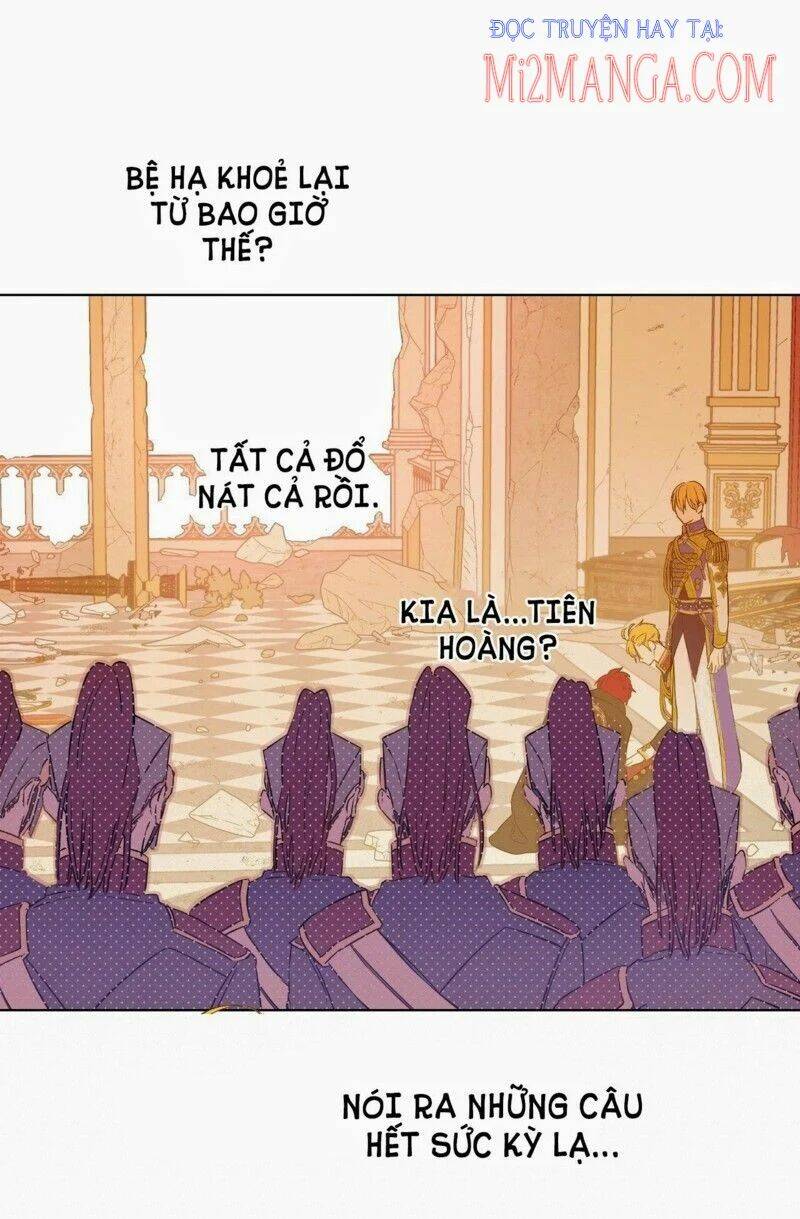 ĐỌC TRUYỆN HAY TẠI:
MI2MANGA.COM
BỆ HẠ KHOẺ LẠI
TỪ BAO GIỜ
THẾ?
TẤT CẢ ĐỔ
NÁT CẢ RỒI.
KIA LÀ...TIÊN
HOÀNG?
NÓI RA NHỮNG CÂU
HẾT SỨC KỲ LẠ...